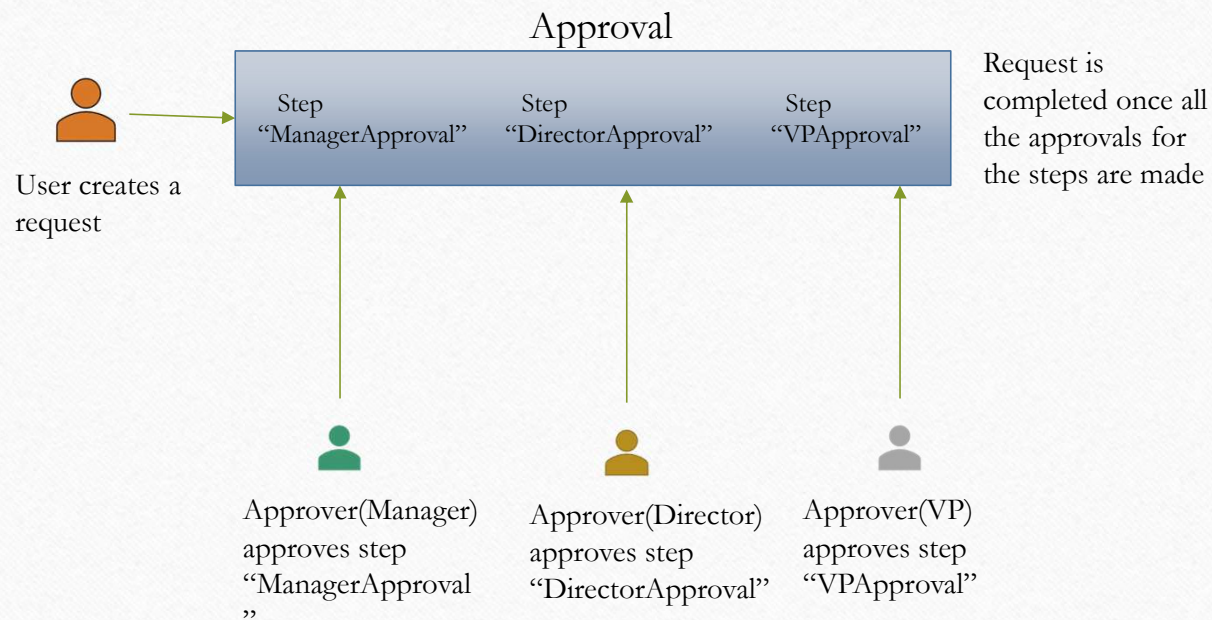 Approval
User creates a
request
Step
“ManagerApproval”
Step
“DirectorApproval”
Step
“VPApproval”
Request is
completed once all
the approvals for
the steps are made
Approver(Manager)
approves step
“ManagerApproval
”
Approver(Director)
approves step
“DirectorApproval”
Approver(VP)
approves step
“VPApproval”